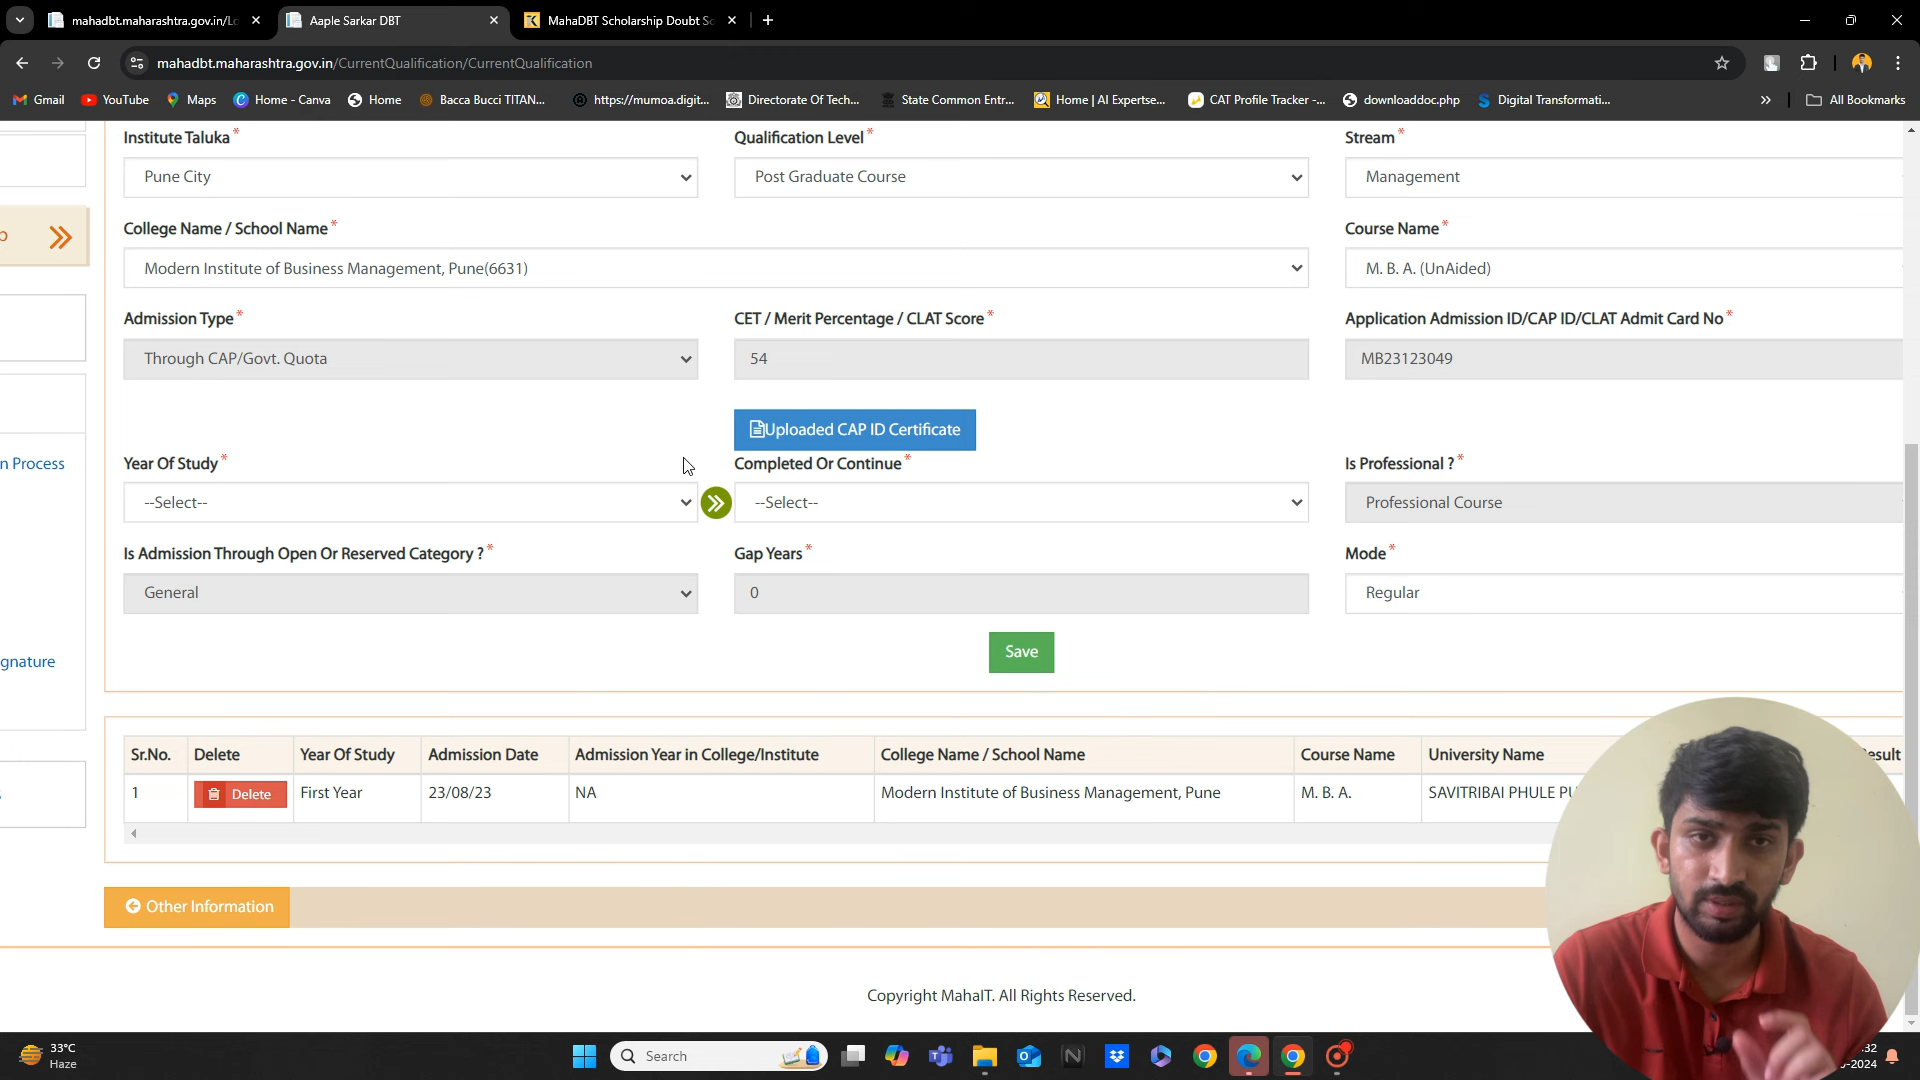 mahadbt.maharashtra.gov.in/Lo
Aaple Sarkar DBT
MahaDBT Scholarship Doubt So
mahadbt.maharashtra.gov.in/CurrentQualification/CurrentQualification
Gmail
YouTube
Maps
Home - Canva
Home
Bacca Bucci TITAN...
https://mumoa.digit...
Directorate Of Tech...
State Common Entr...
Home | AI Expertse...
CAT Profile Tracker -...
downloaddoc.php
Digital Transformati...
All Bookmarks
Institute Taluka*
Qualification Level*
Stream*
Pune City
Post Graduate Course
Management
College Name / School Name*
Course Name*
Modern Institute of Business Management, Pune(6631)
M. B. A. (UnAided)
Admission Type*
CET / Merit Percentage / CLAT Score*
Application Admission ID/CAP ID/CLAT Admit Card No*
Through CAP/Govt. Quota
54
MB23123049
Uploaded CAP ID Certificate
n Process
Year Of Study*
Completed Or Continue*
Is Professional ?*
--Select--
--Select--
Professional Course
Is Admission Through Open Or Reserved Category ?*
Gap Years*
Mode*
General
0
Regular
Save
gnature
Sr.No.
Delete
Year Of Study
Admission Date
Admission Year in College/Institute
College Name / School Name
Course Name
University Name
esult
1
Delete
First Year
23/08/23
NA
Modern Institute of Business Management, Pune
M. B. A.
SAVITRIBAI PHULE PU
Other Information
Copyright MahaIT. All Rights Reserved.
33°C
Haze
Search
:32
-2024